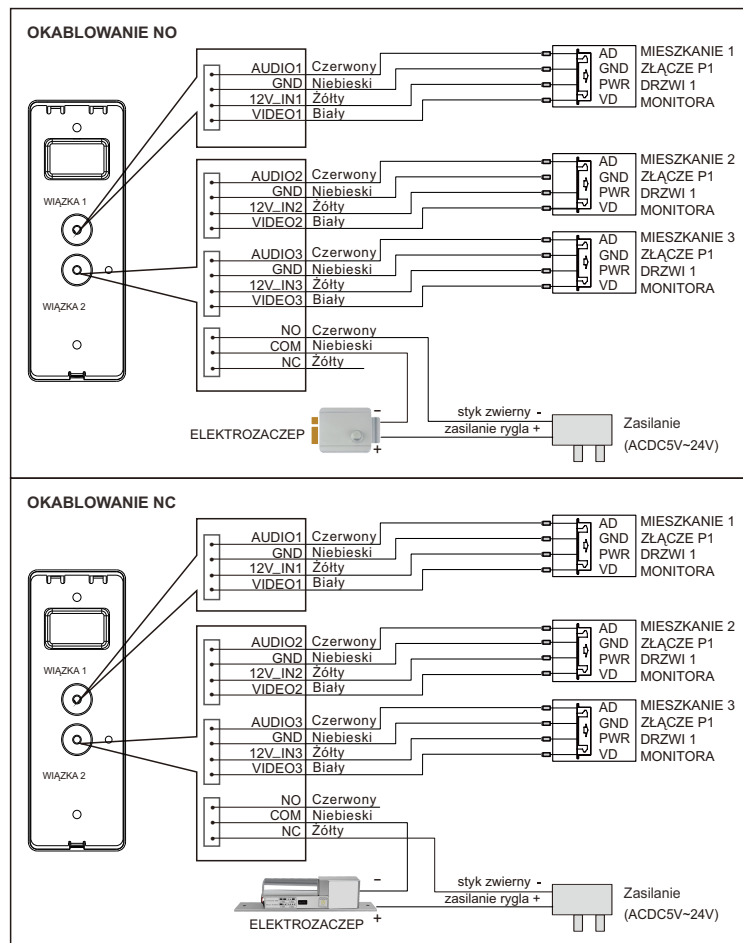 OKABLOWANIE NO
AUDIO1 Czerwony
GND Niebieski
12V_IN1 Żółty
VIDEO1 Biały
AD MIESZKANIE 1
GND ZŁĄCZE P1
PWR DRZWI 1
VD MONITORA
WIĄZKA 1
WIĄZKA 2
AUDIO2 Czerwony
GND Niebieski
12V_IN2 Żółty
VIDEO2 Biały
AD MIESZKANIE 2
GND ZŁĄCZE P1
PWR DRZWI 1
VD MONITORA
AUDIO3 Czerwony
GND Niebieski
12V_IN3 Żółty
VIDEO3 Biały
AD MIESZKANIE 3
GND ZŁĄCZE P1
PWR DRZWI 1
VD MONITORA
NO Czerwony
COM Niebieski
NC Żółty
ELEKTROZACZEP
–
+
styk zwierny -
zasilanie rygla +
Zasilanie
(ACDC5V~24V)
OKABLOWANIE NC
AUDIO1 Czerwony
GND Niebieski
12V_IN1 Żółty
VIDEO1 Biały
AD MIESZKANIE 1
GND ZŁĄCZE P1
PWR DRZWI 1
VD MONITORA
WIĄZKA 1
WIĄZKA 2
AUDIO2 Czerwony
GND Niebieski
12V_IN2 Żółty
VIDEO2 Biały
AD MIESZKANIE 2
GND ZŁĄCZE P1
PWR DRZWI 1
VD MONITORA
AUDIO3 Czerwony
GND Niebieski
12V_IN3 Żółty
VIDEO3 Biały
AD MIESZKANIE 3
GND ZŁĄCZE P1
PWR DRZWI 1
VD MONITORA
NO Czerwony
COM Niebieski
NC Żółty
–
+
ELEKTROZACZEP
styk zwierny -
zasilanie rygla +
Zasilanie
(ACDC5V~24V)